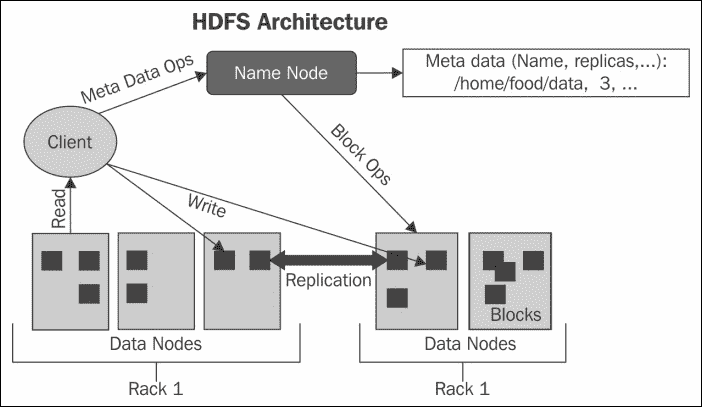 HDFS Architecture
Meta Data Ops
Name Node
Meta data (Name, replicas,...):
/home/food/data, 3, ...
Client
Block Ops
Read
Write
Replication
Blocks
Data Nodes
Data Nodes
Rack 1
Rack 1